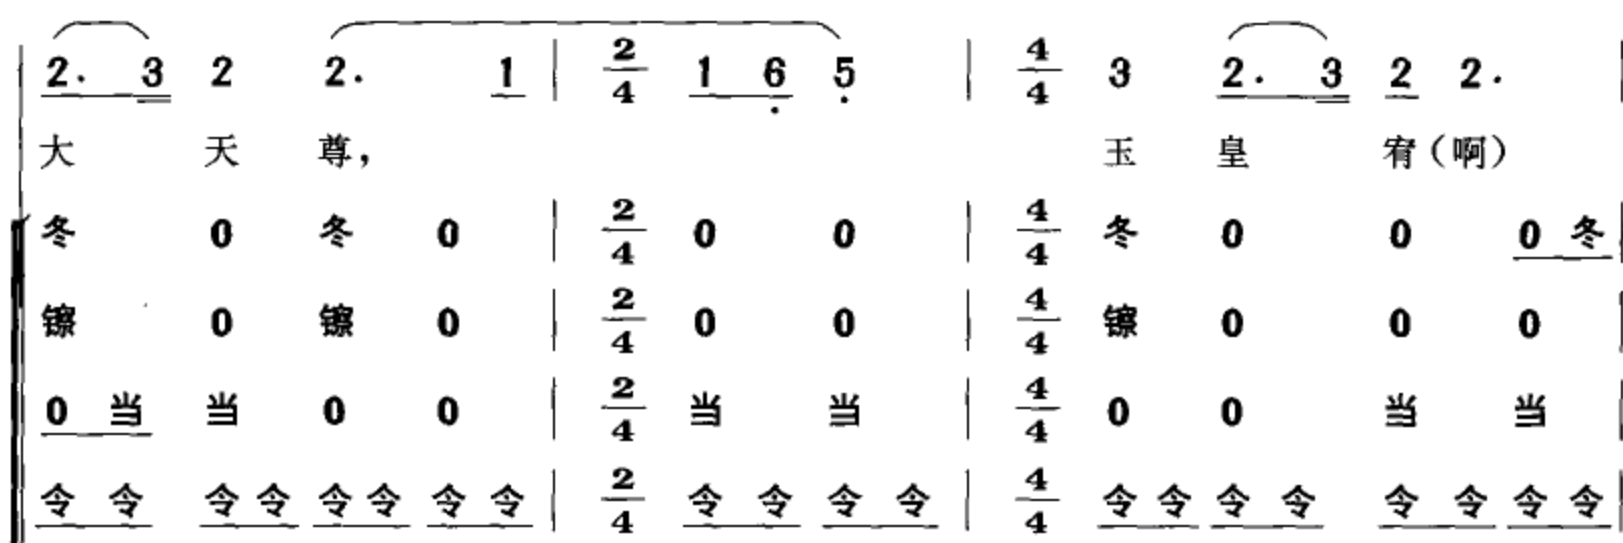 2. 3 2 2. 1 | 2/4 1 6 5 | 4/4 3 2. 3 2 2. |
大 天 尊， 玉 皇 宥（啊）
冬 0 冬 0 | 2/4 0 0 | 4/4 冬 0 0 0 冬 |
镲 0 镲 0 | 2/4 0 0 | 4/4 镲 0 0 0 |
0 当 当 0 0 | 2/4 当 当 | 4/4 0 0 当 当 |
令 令 令 令 令 令 令 令 | 2/4 令 令 令 令 | 4/4 令 令 令 令 令 令 令 令 |